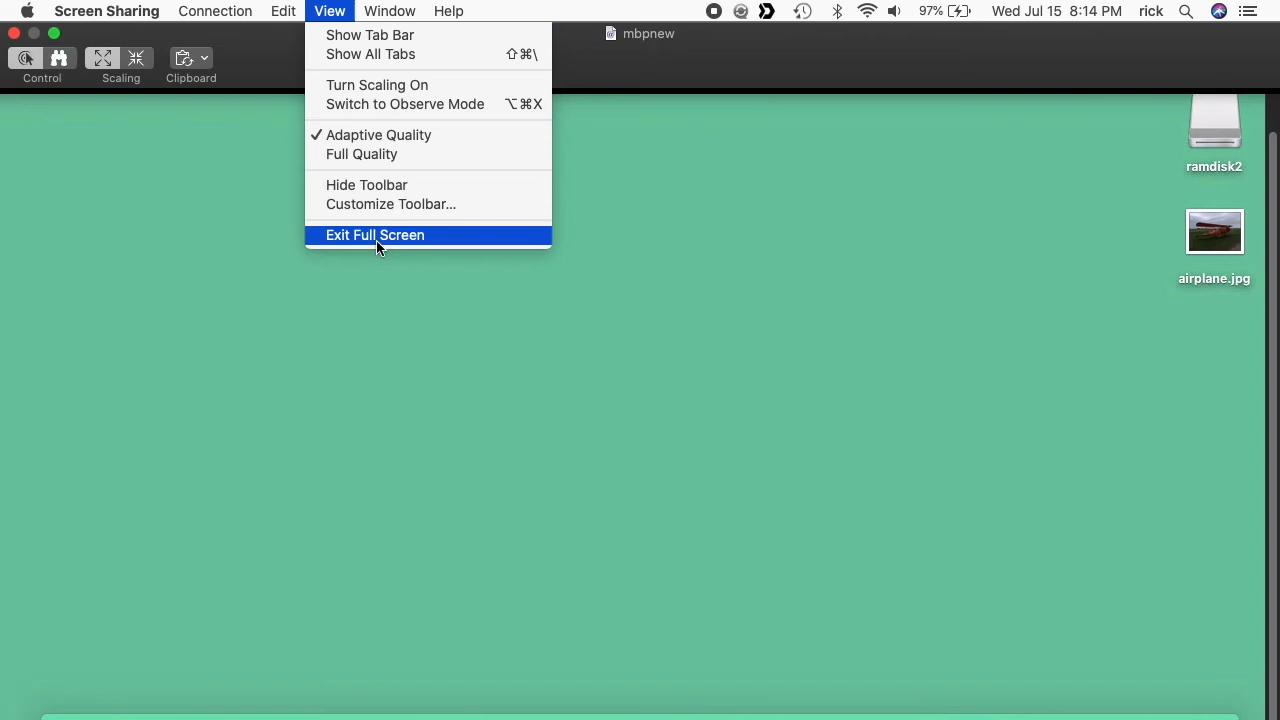 Screen Sharing Connection Edit View Window Help 97% Wed Jul 15 8:14 PM rick
mbpnew
Control Scaling Clipboard
Show Tab Bar
Show All Tabs ⇧⌘\
Turn Scaling On
Switch to Observe Mode ⌥⌘X
✓ Adaptive Quality
Full Quality
Hide Toolbar
Customize Toolbar...
Exit Full Screen
ramdisk2
airplane.jpg